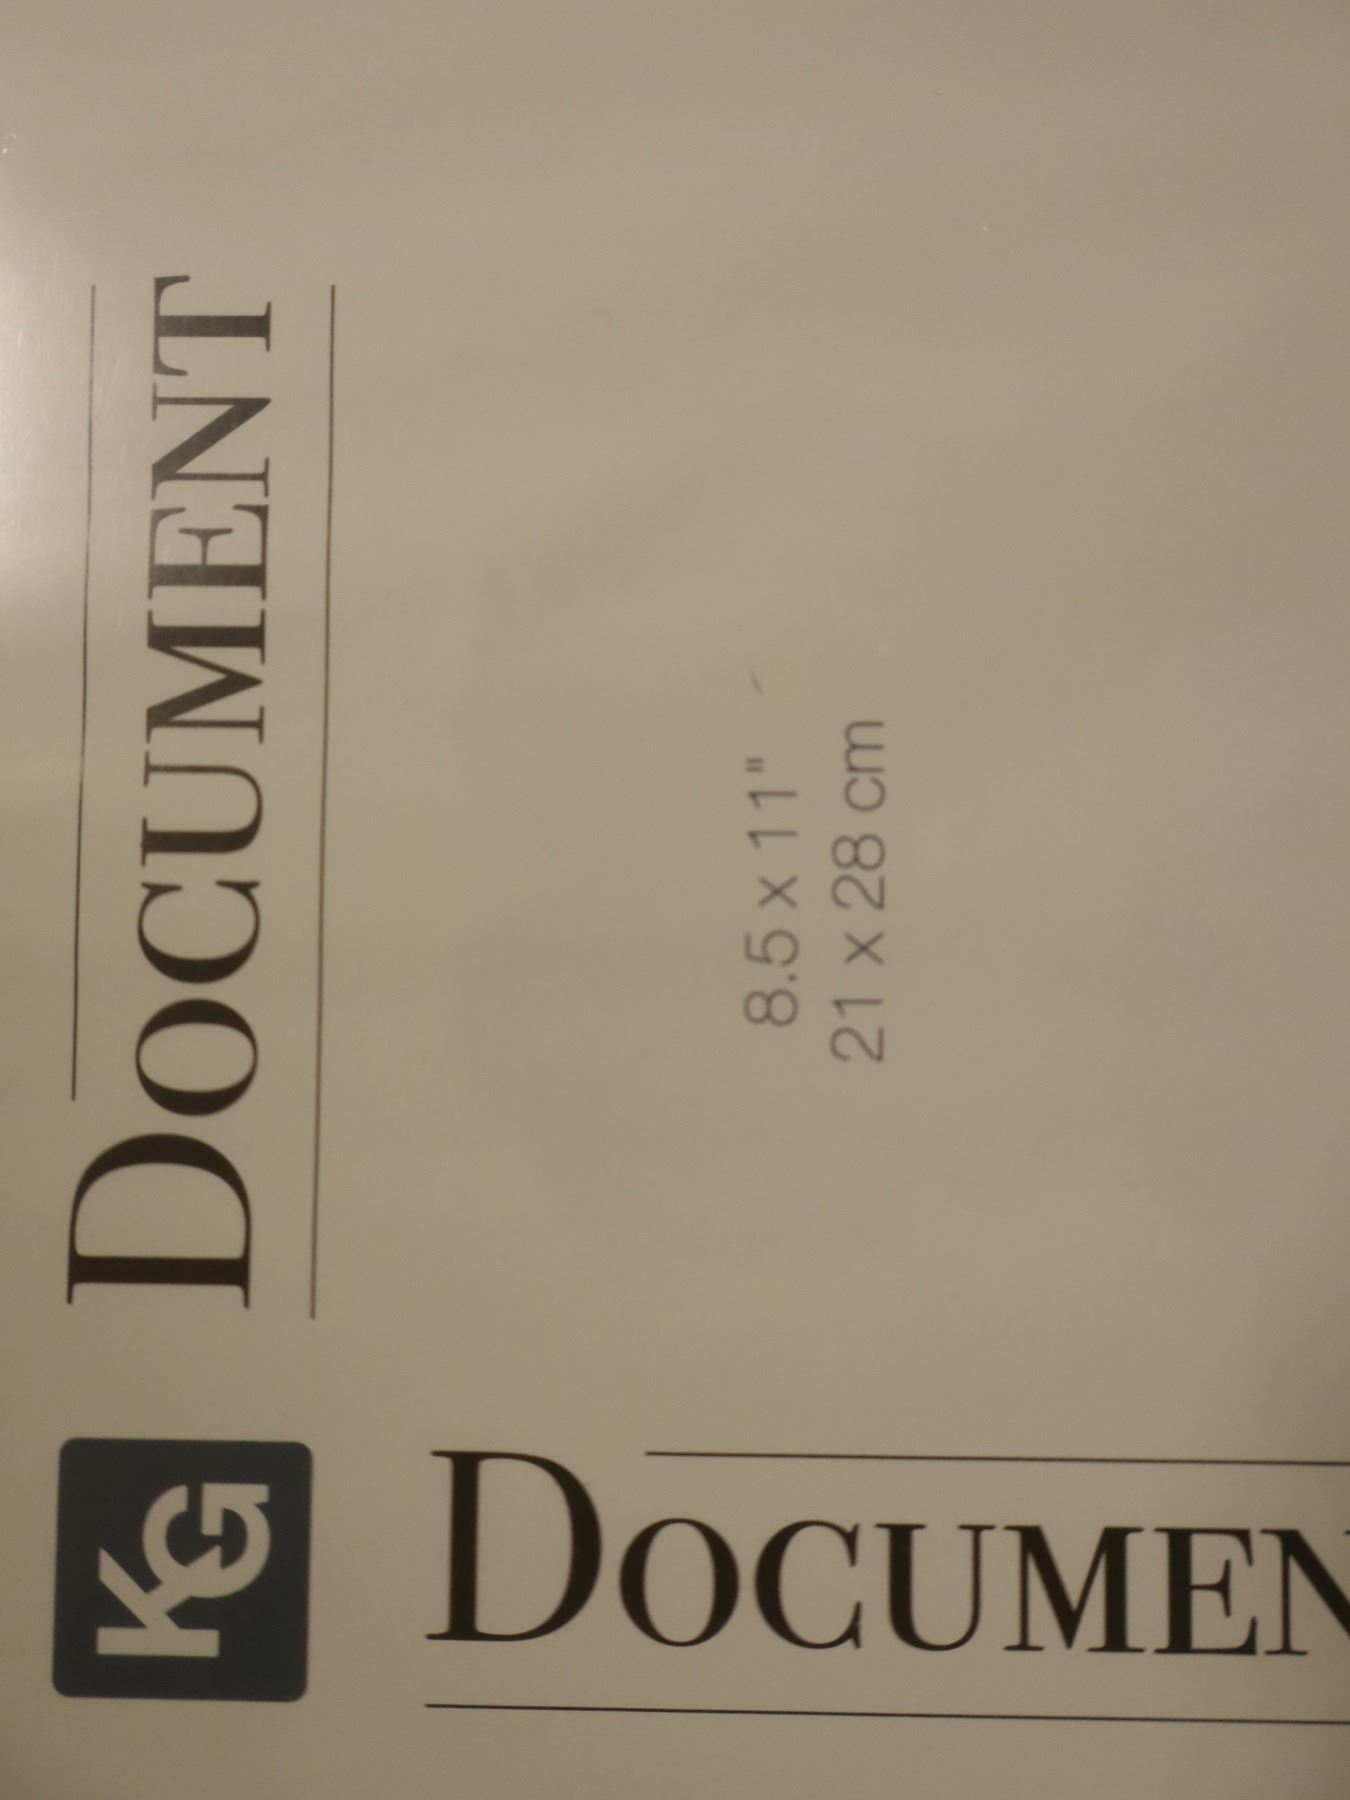 DOCUMENT
8.5 x 11"
21 x 28 cm
KG
DOCUMEN